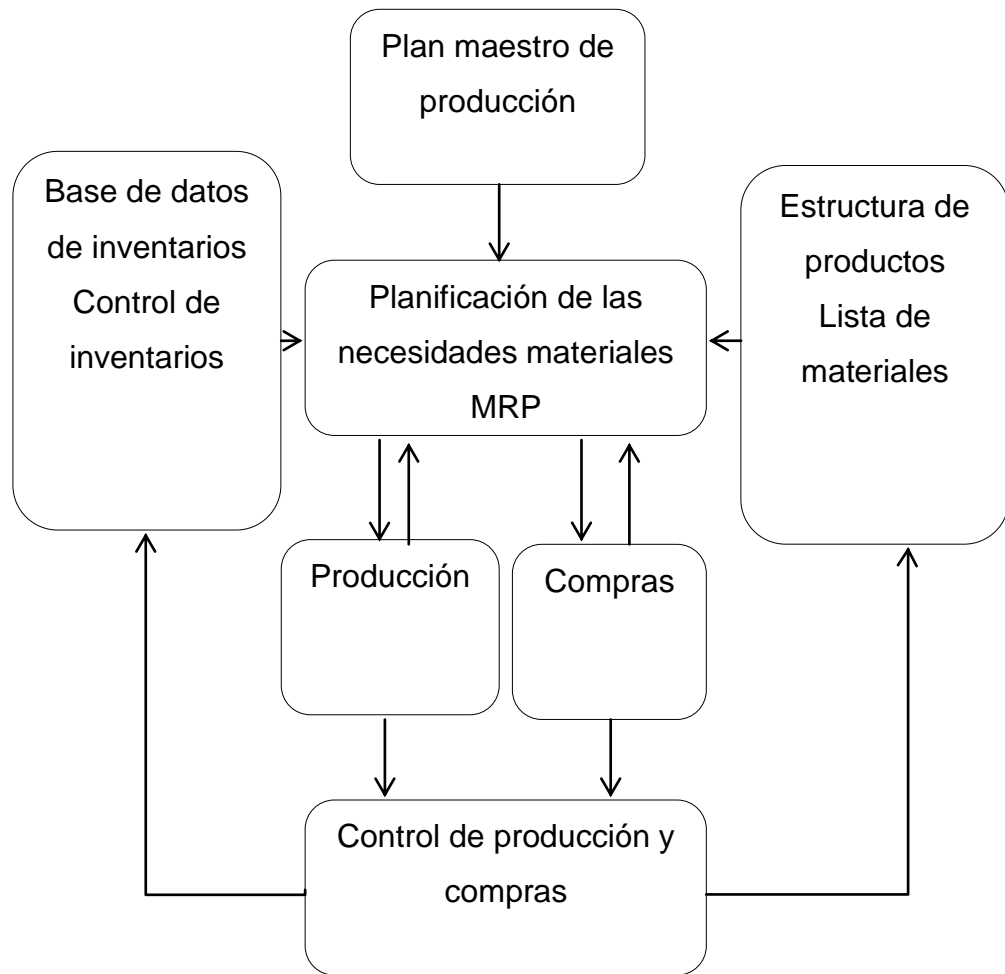 Plan maestro de
producción
Base de datos
de inventarios
Control de
inventarios
Estructura de
productos
Lista de
materiales
Planificación de las
necesidades materiales
MRP
Producción
Compras
Control de producción y
compras